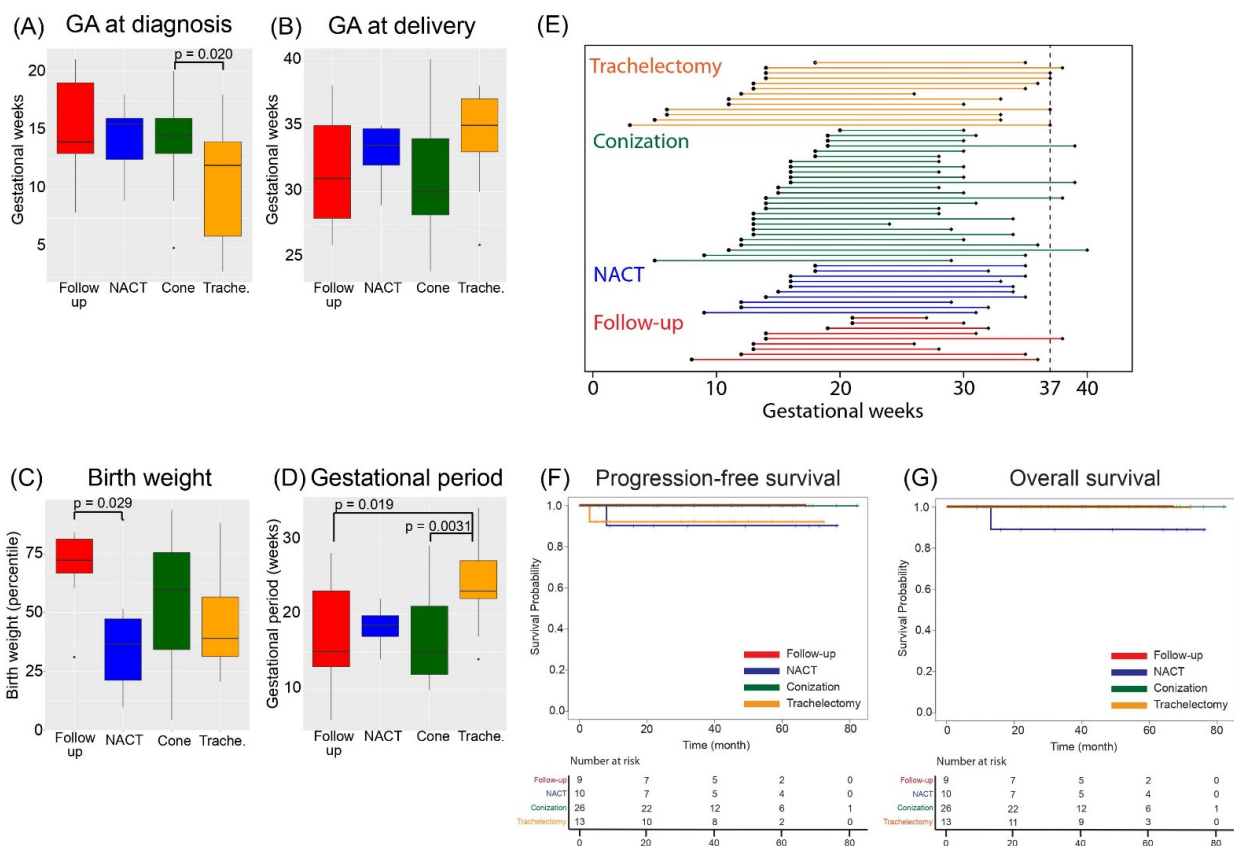 (A) GA at diagnosis
p = 0.020
Gestational weeks
20
15
10
5
Follow up NACT Cone Trache.
(B) GA at delivery
Gestational weeks
40
35
30
25
Follow up NACT Cone Trache.
(E)
Trachelectomy
Conization
NACT
Follow-up
0 10 20 30 37 40
Gestational weeks
(C) Birth weight
p = 0.029
Birth weight (percentile)
75
50
25
0
Follow up NACT Cone Trache.
(D) Gestational period
p = 0.019
p = 0.0031
Gestational period (weeks)
30
20
10
Follow up NACT Cone Trache.
(F) Progression-free survival
Survival Probability
1.0
0.8
0.6
0.4
0.2
0.0
Follow-up
NACT
Conization
Trachelectomy
0 20 40 60 80
Time (month)
Number at risk
Follow-up 9 7 5 2 0
NACT 10 7 5 4 0
Conization 26 22 12 6 1
Trachelectomy 13 10 8 2 0
0 20 40 60 80
(G) Overall survival
Survival Probability
1.0
0.8
0.6
0.4
0.2
0.0
Follow-up
NACT
Conization
Trachelectomy
0 20 40 60 80
Time (month)
Number at risk
Follow-up 9 7 5 2 0
NACT 10 7 5 4 0
Conization 26 22 12 6 1
Trachelectomy 13 11 9 3 0
0 20 40 60 80